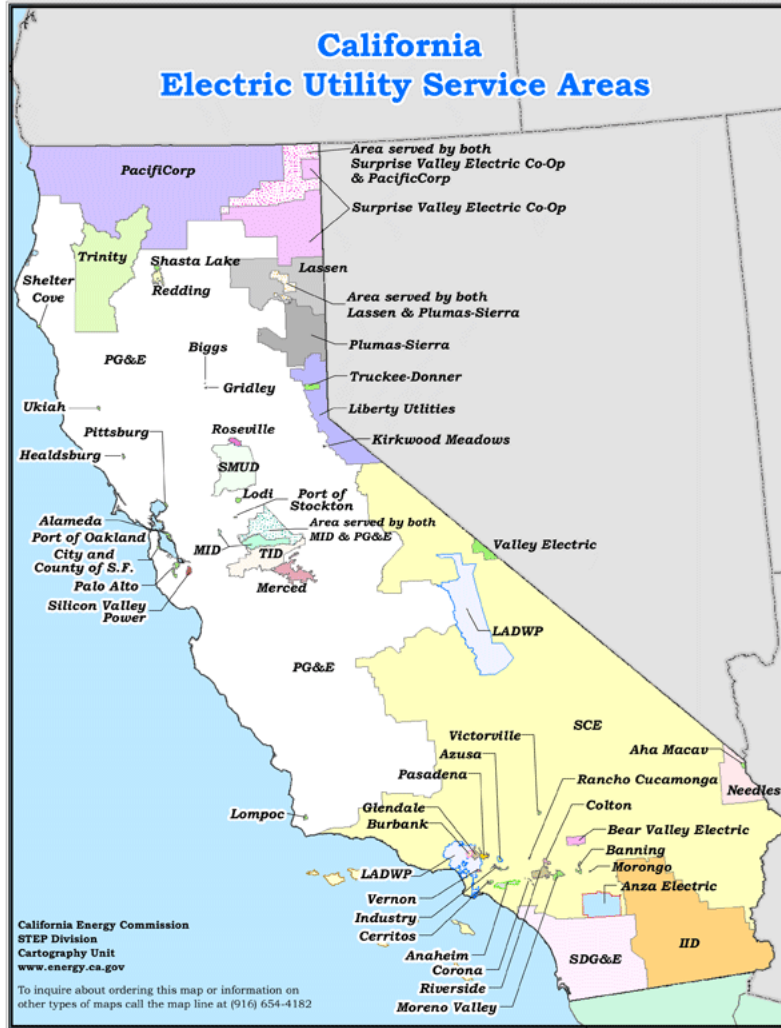 California
Electric Utility Service Areas
PacifiCorp
Area served by both
Surprise Valley Electric Co-Op
& PacificCorp
Surprise Valley Electric Co-Op
Trinity
Shasta Lake
Redding
Lassen
Shelter
Cove
Area served by both
Lassen & Plumas-Sierra
PG&E
Biggs
Plumas-Sierra
Gridley
Truckee-Donner
Ukiah
Liberty Utlities
Pittsburg
Roseville
Kirkwood Meadows
Healdsburg
SMUD
Lodi
Port of
Stockton
Alameda
Port of Oakland
City and
County of S.F.
Palo Alto
Silicon Valley
Power
Area served by both
MID & PG&E
MID
TID
Merced
Valley Electric
LADWP
PG&E
SCE
Victorville
Azusa
Pasadena
Aha Macav
Rancho Cucamonga
Needles
Lompoc
Glendale
Burbank
Colton
Bear Valley Electric
Banning
Morongo
Anza Electric
LADWP
Vernon
Industry
Cerritos
Anaheim
Corona
Riverside
Moreno Valley
SDG&E
IID
California Energy Commission
STEP Division
Cartography Unit
www.energy.ca.gov
To inquire about ordering this map or information on
other types of maps call the map line at (916) 654-4182